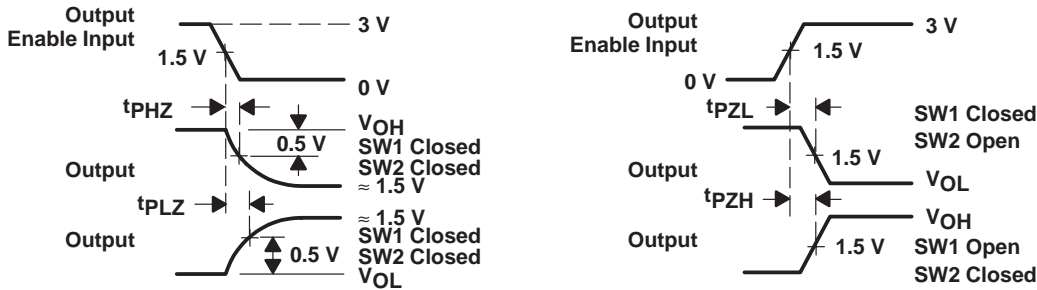 Output
Enable Input
3 V
1.5 V
0 V
tPHZ
VOH
0.5 V
SW1 Closed
SW2 Closed
Output
≈ 1.5 V
tPLZ
≈ 1.5 V
SW1 Closed
Output
0.5 V
SW2 Closed
VOL
Output
Enable Input
3 V
1.5 V
0 V
tPZL
SW1 Closed
SW2 Open
Output
1.5 V
VOL
tPZH
VOH
Output
1.5 V
SW1 Open
SW2 Closed